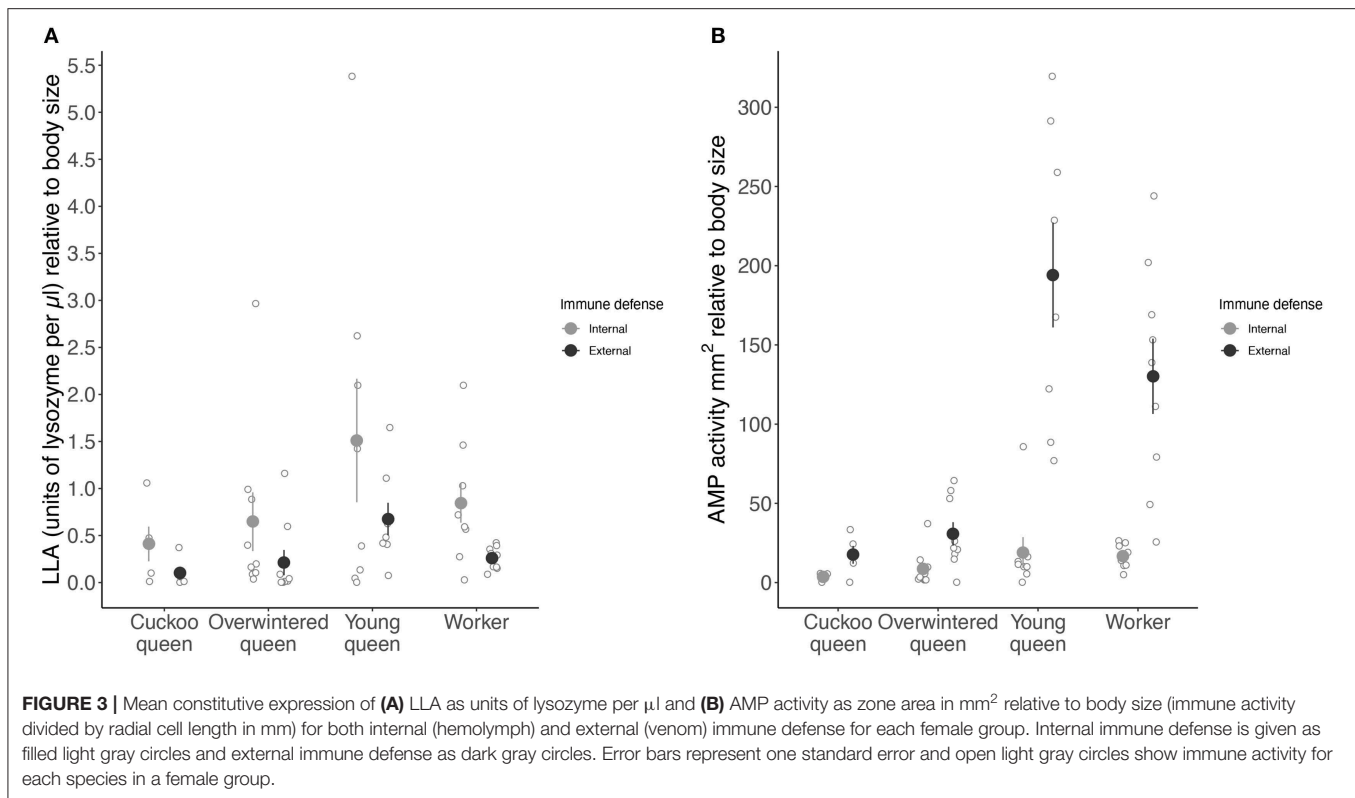 A
LLA (units of lysozyme per µl) relative to body size
5.5
5.0
4.5
4.0
3.5
3.0
2.5
2.0
1.5
1.0
0.5
0.0
Cuckoo queen
Overwintered queen
Young queen
Worker
Immune defense
Internal
External
B
AMP activity mm² relative to body size
300
250
200
150
100
50
0
Cuckoo queen
Overwintered queen
Young queen
Worker
Immune defense
Internal
External
FIGURE 3 | Mean constitutive expression of (A) LLA as units of lysozyme per µl and (B) AMP activity as zone area in mm² relative to body size (immune activity
divided by radial cell length in mm) for both internal (hemolymph) and external (venom) immune defense for each female group. Internal immune defense is given as
filled light gray circles and external immune defense as dark gray circles. Error bars represent one standard error and open light gray circles show immune activity for
each species in a female group.